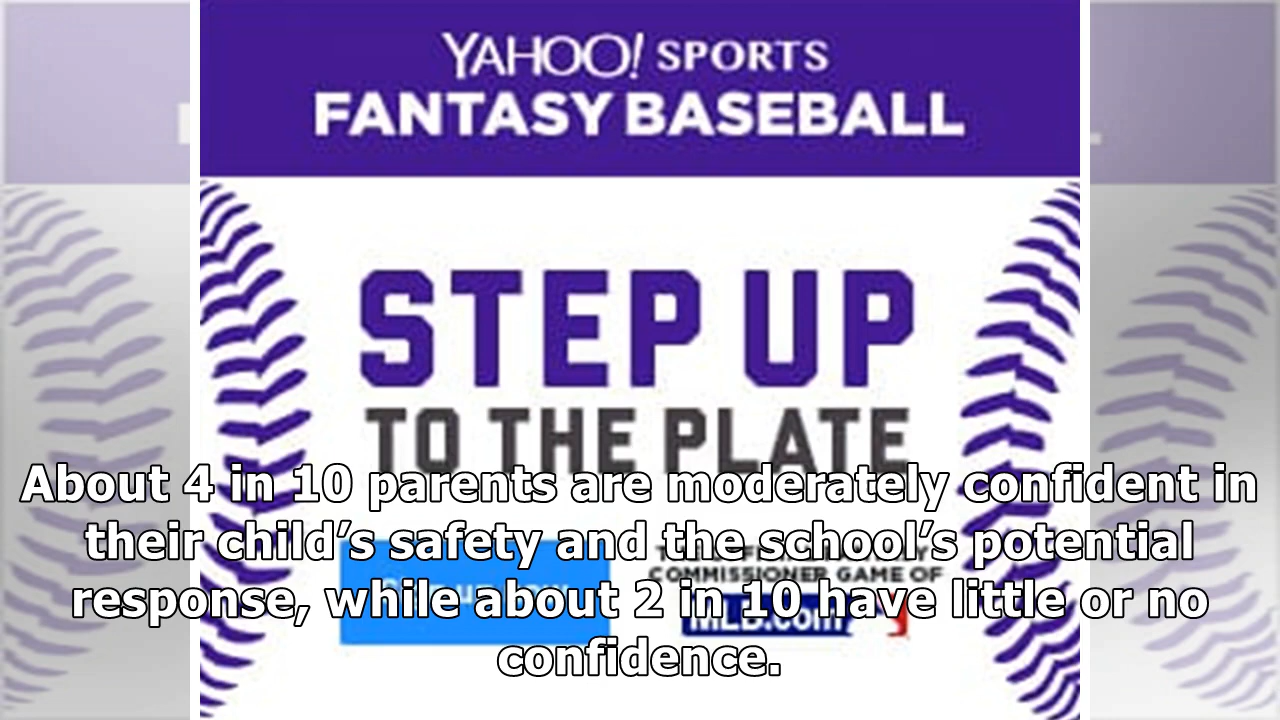 YAHOO! SPORTS
FANTASY BASEBALL
STEP UP
TO THE PLATE
About 4 in 10 parents are moderately confident in
their child’s safety and the school’s potential
response, while about 2 in 10 have little or no
confidence.
COMMISSIONER GAME OF
MLB.com